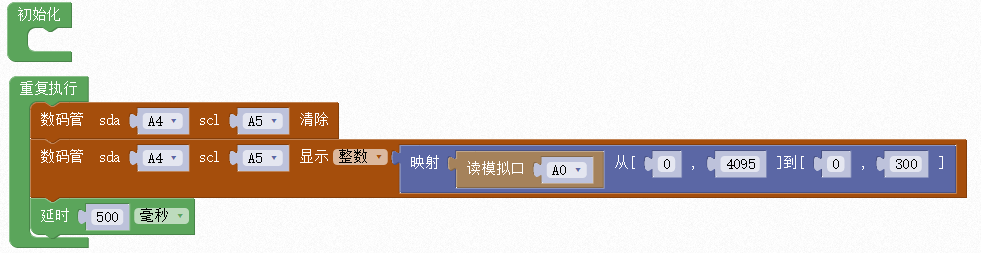 初始化
重复执行
数码管 sda A4 scl A5 清除
数码管 sda A4 scl A5 显示 整数 映射 读模拟口 A0 从[ 0 , 4095 ]到[ 0 , 300 ]
延时 500 毫秒